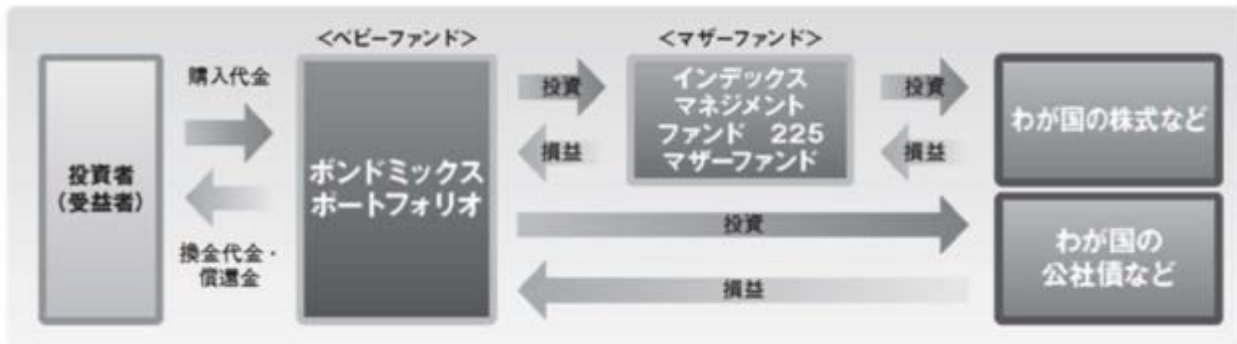 <ベビーファンド>
<マザーファンド>
購入代金
投資者
(受益者)
換金代金・
償還金
ボンドミックス
ポートフォリオ
投資
損益
インデックス
マネジメント
ファンド 225
マザーファンド
投資
損益
わが国の株式など
投資
損益
わが国の
公社債など